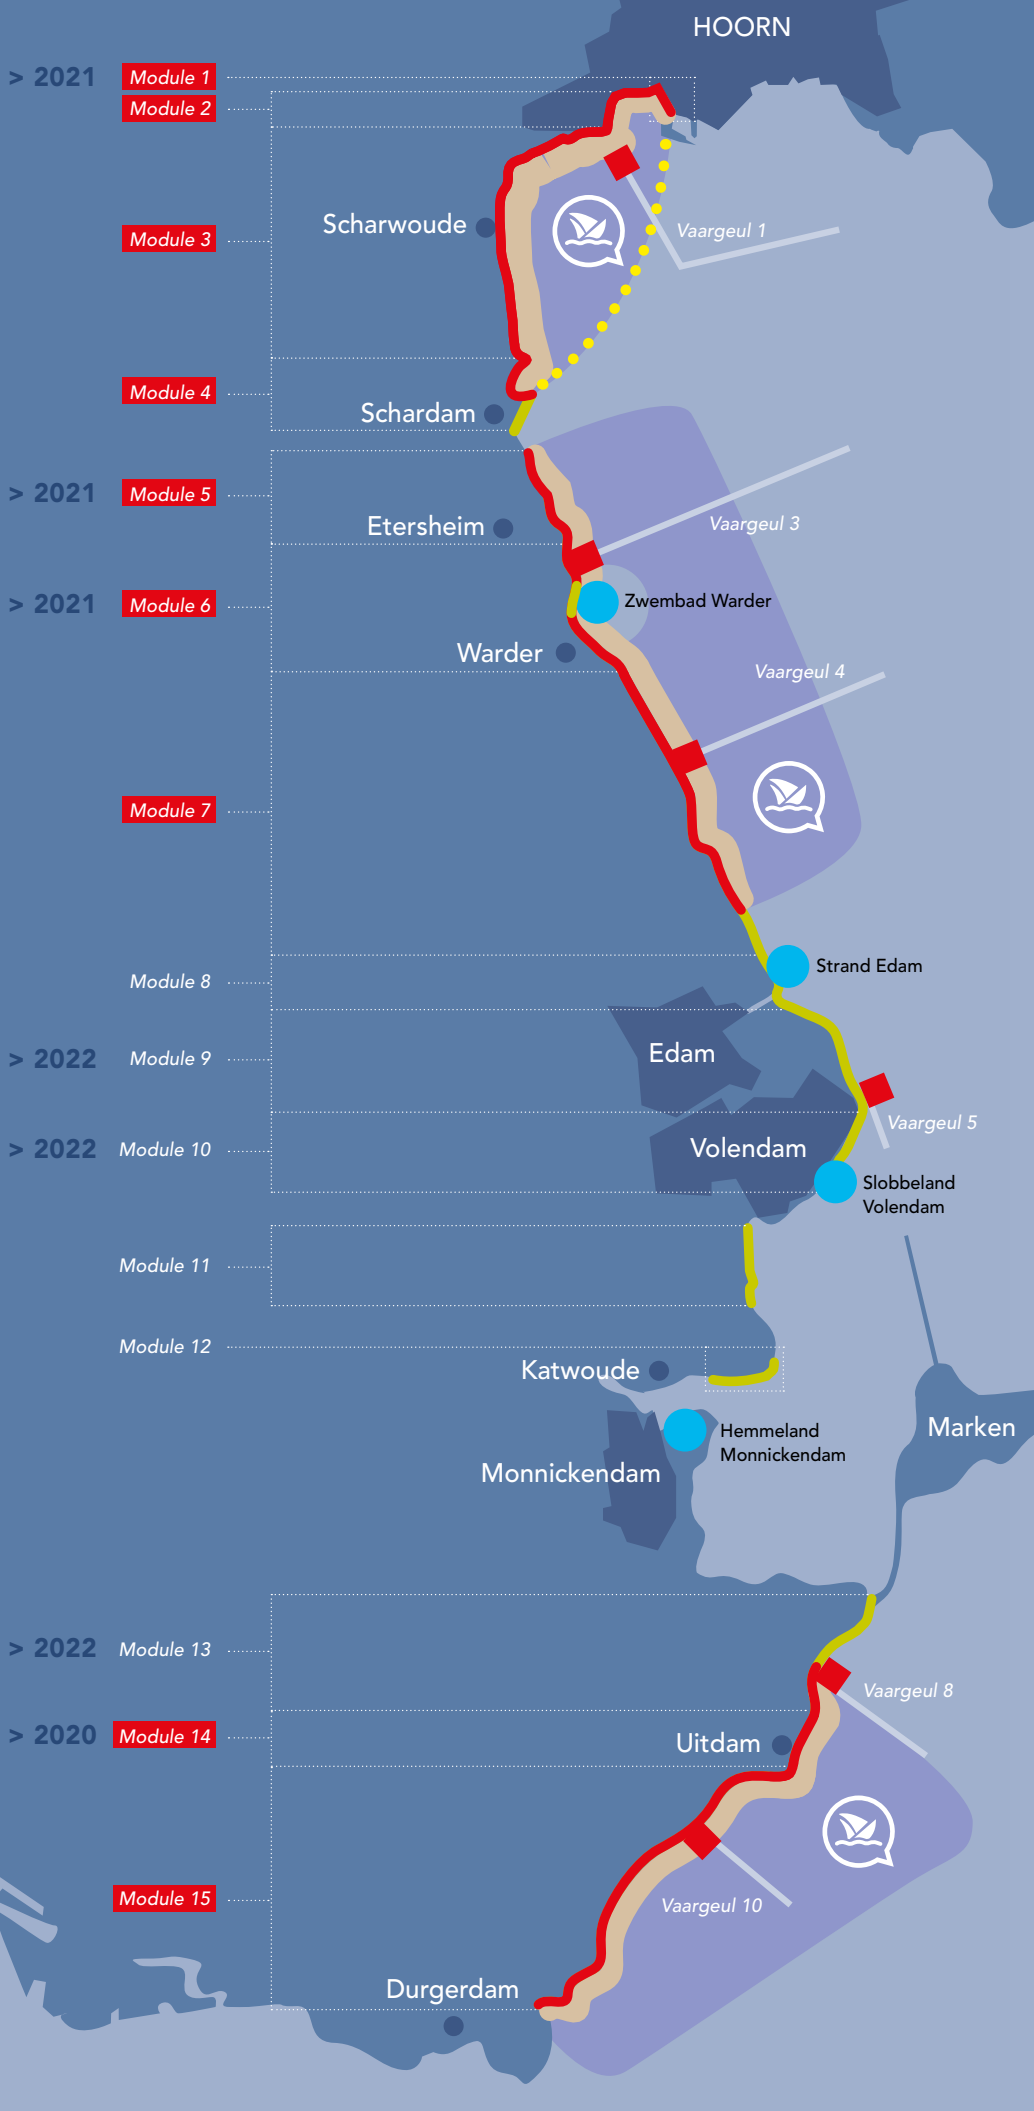 HOORN
> 2021 Module 1
Module 2
Scharwoude
Vaargeul 1
Module 3
Module 4
Schardam
> 2021 Module 5
Vaargeul 3
Etersheim
> 2021 Module 6
Zwembad Warder
Warder
Vaargeul 4
Module 7
Strand Edam
Module 8
Edam
> 2022 Module 9
Vaargeul 5
> 2022 Module 10
Volendam
Slobbeland
Volendam
Module 11
Module 12
Katwoude
Marken
Hemmeland
Monnickendam
Monnickendam
> 2022 Module 13
Vaargeul 8
> 2020 Module 14
Uitdam
Module 15
Vaargeul 10
Durgerdam